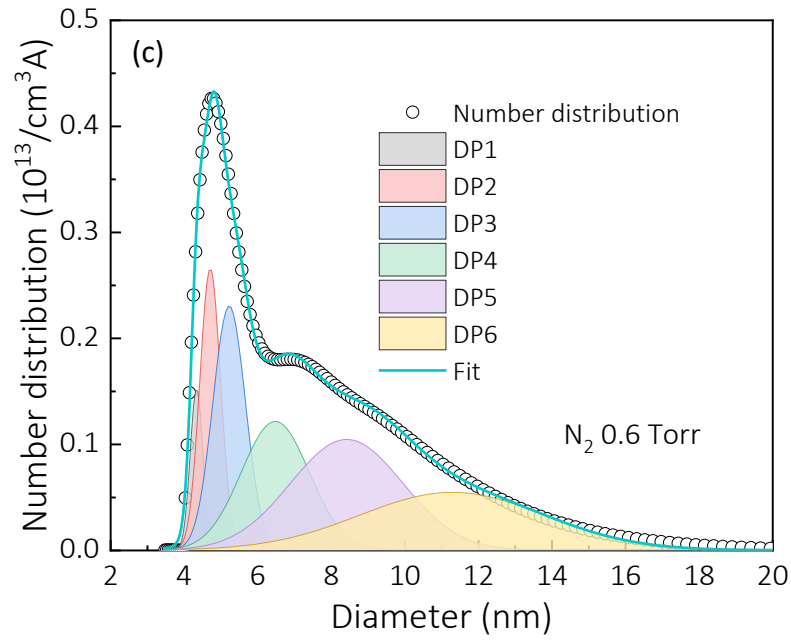 (c)
Number distribution (10^13/cm^3A)
0.5
0.4
0.3
0.2
0.1
0.0
Number distribution
DP1
DP2
DP3
DP4
DP5
DP6
Fit
N_2 0.6 Torr
2 4 6 8 10 12 14 16 18 20
Diameter (nm)